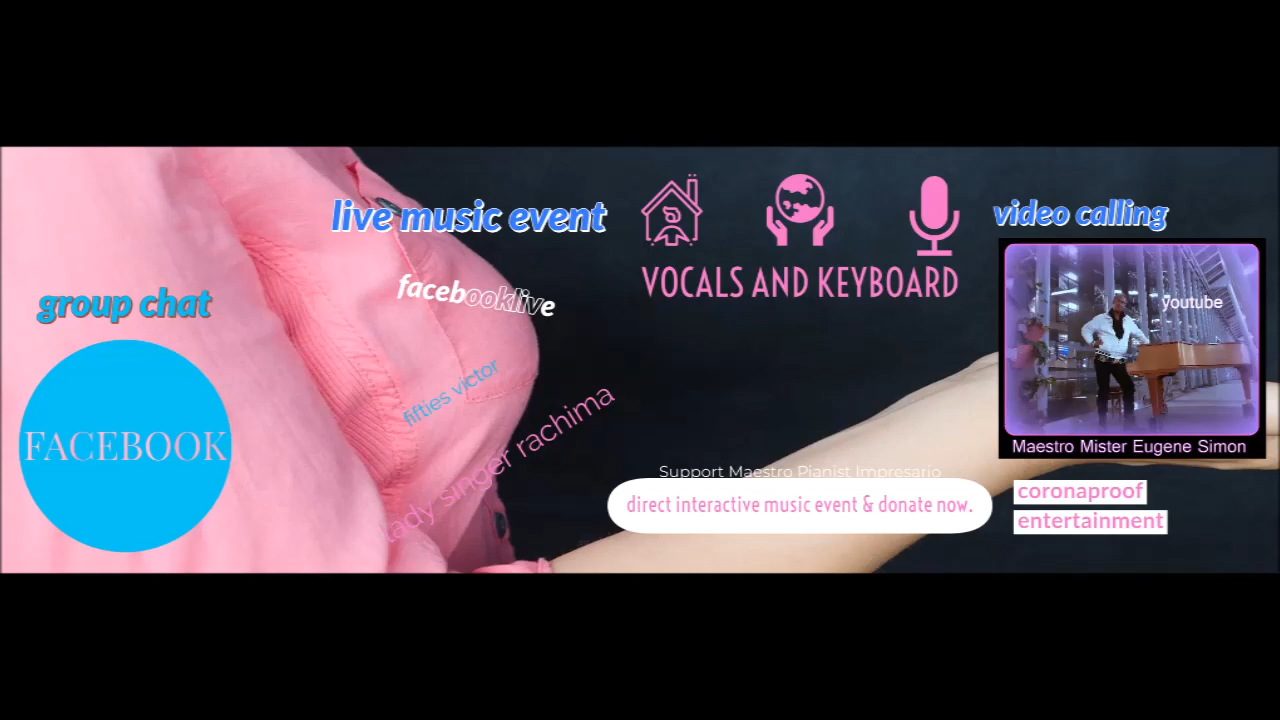 live music event
video calling
VOCALS AND KEYBOARD
group chat
facebooklive
youtube
fifties victor
lady singer rachima
FACEBOOK
Maestro Mister Eugene Simon
Support Maestro Pianist Impresario
direct interactive music event & donate now.
coronaproof
entertainment